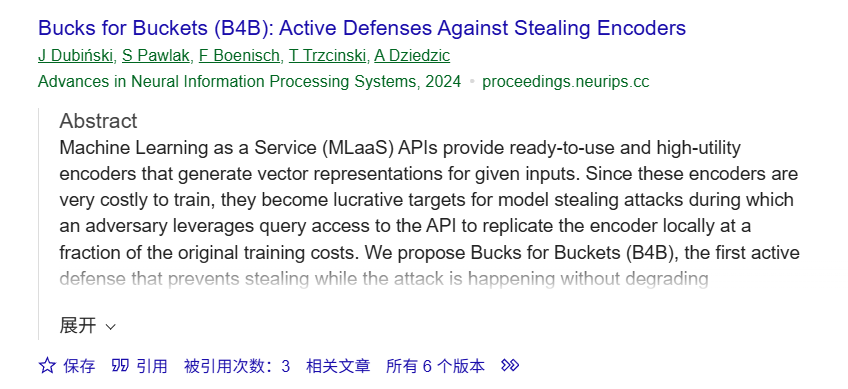 Bucks for Buckets (B4B): Active Defenses Against Stealing Encoders
J Dubiński, S Pawlak, F Boenisch, T Trzcinski, A Dziedzic
Advances in Neural Information Processing Systems, 2024 • proceedings.neurips.cc
Abstract
Machine Learning as a Service (MLaaS) APIs provide ready-to-use and high-utility
encoders that generate vector representations for given inputs. Since these encoders are
very costly to train, they become lucrative targets for model stealing attacks during which
an adversary leverages query access to the API to replicate the encoder locally at a
fraction of the original training costs. We propose Bucks for Buckets (B4B), the first active
defense that prevents stealing while the attack is happening without degrading
展开
保存 引用 被引用次数：3 相关文章 所有 6 个版本